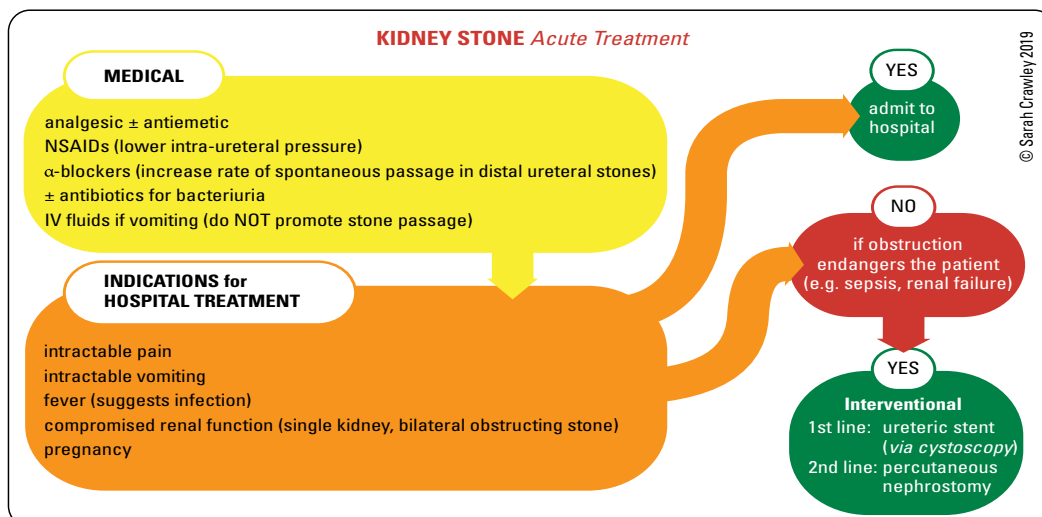 KIDNEY STONE Acute Treatment
MEDICAL
analgesic ± antiemetic
NSAIDs (lower intra-ureteral pressure)
α-blockers (increase rate of spontaneous passage in distal ureteral stones)
± antibiotics for bacteriuria
IV fluids if vomiting (do NOT promote stone passage)
INDICATIONS for
HOSPITAL TREATMENT
intractable pain
intractable vomiting
fever (suggests infection)
compromised renal function (single kidney, bilateral obstructing stone)
pregnancy
YES
admit to
hospital
NO
if obstruction
endangers the patient
(e.g. sepsis, renal failure)
YES
Interventional
1st line: ureteric stent
(via cystoscopy)
2nd line: percutaneous
nephrostomy
© Sarah Crawley 2019